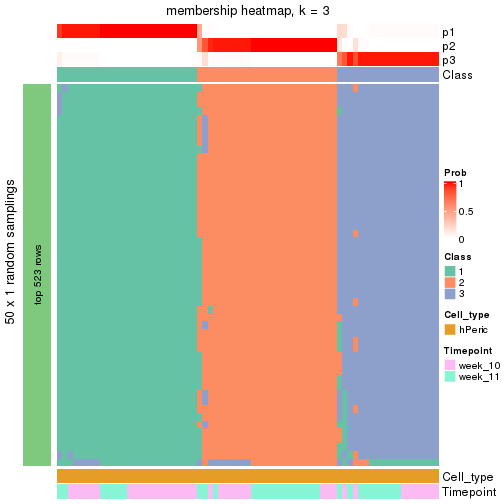 membership heatmap, k = 3
p1
p2
p3
Class
50 x 1 random samplings
top 523 rows
Prob
1
0.5
0
Class
1
2
3
Cell_type
hPeric
Timepoint
week_10
week_11
Cell_type
Timepoint